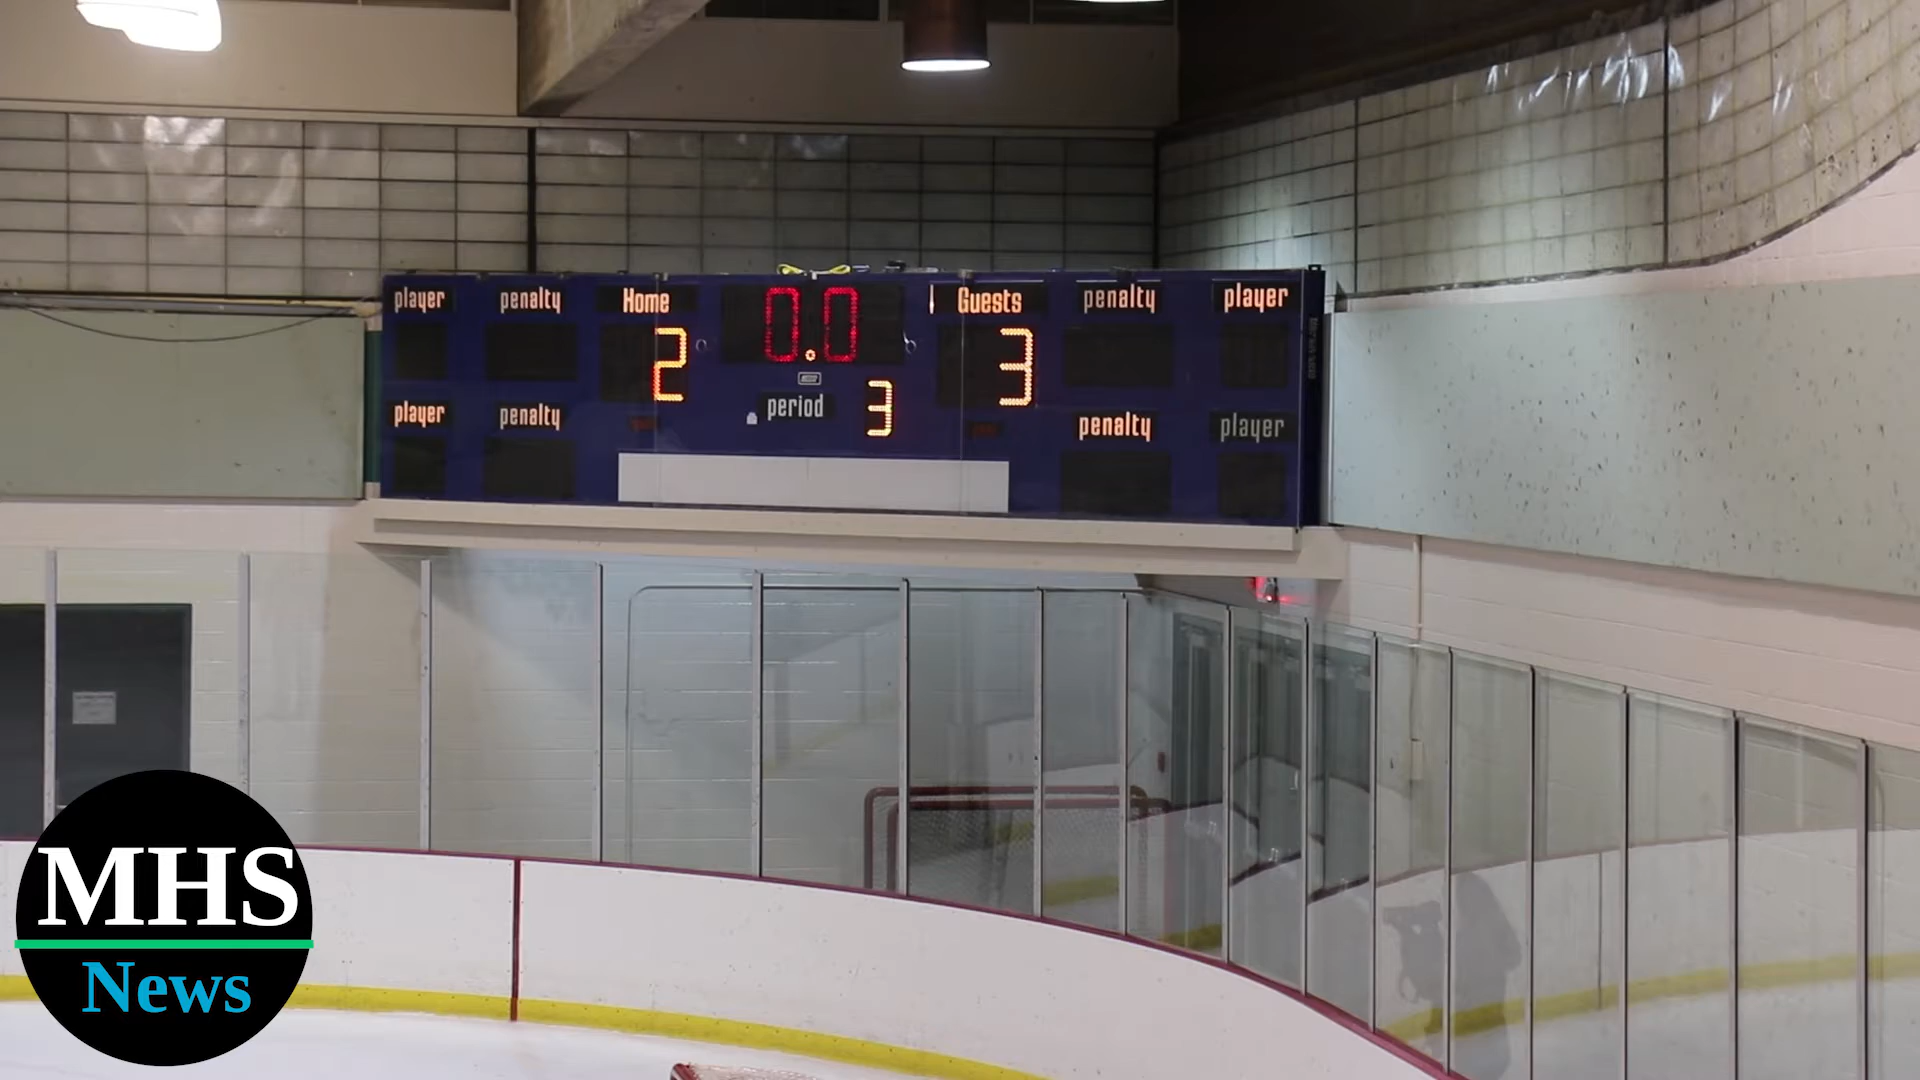 player penalty Home 0.0 Guests penalty player
2 3
period 3
player penalty penalty player
MHS
News